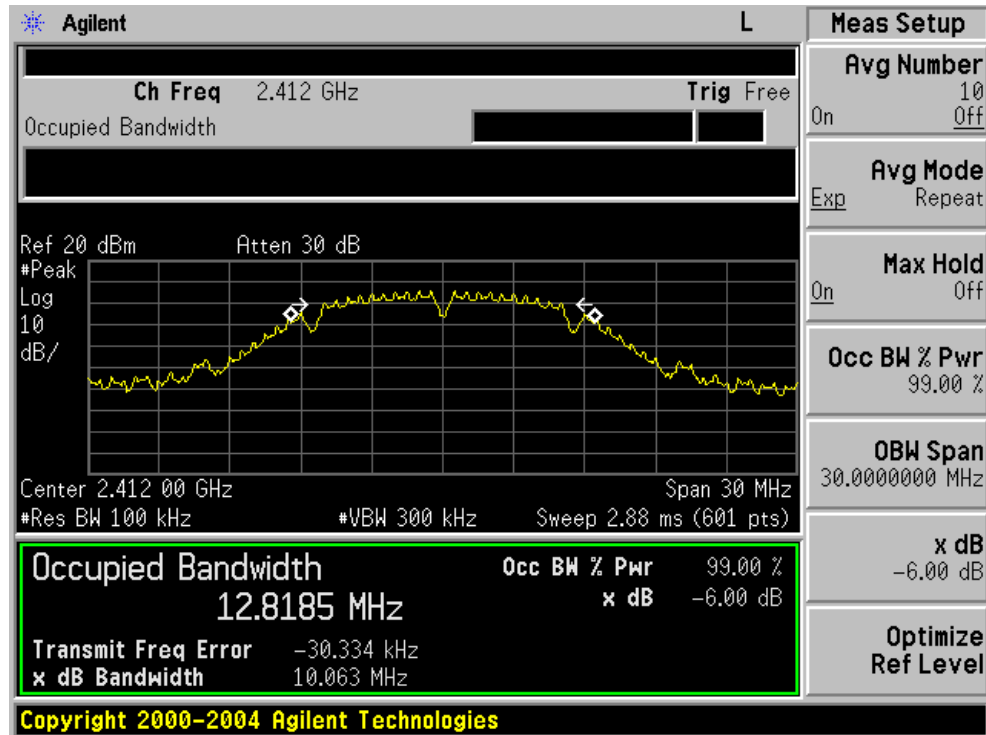 Agilent L
Ch Freq 2.412 GHz Trig Free
Occupied Bandwidth
Ref 20 dBm Atten 30 dB
#Peak
Log
10
dB/
Center 2.412 00 GHz Span 30 MHz
#Res BW 100 kHz #VBW 300 kHz Sweep 2.88 ms (601 pts)
Occupied Bandwidth Occ BW % Pwr 99.00 %
12.8185 MHz x dB -6.00 dB
Transmit Freq Error -30.334 kHz
x dB Bandwidth 10.063 MHz
Copyright 2000-2004 Agilent Technologies
Meas Setup
Avg Number
10
On Off
Avg Mode
Exp Repeat
Max Hold
On Off
Occ BW % Pwr
99.00 %
OBW Span
30.0000000 MHz
x dB
-6.00 dB
Optimize
Ref Level